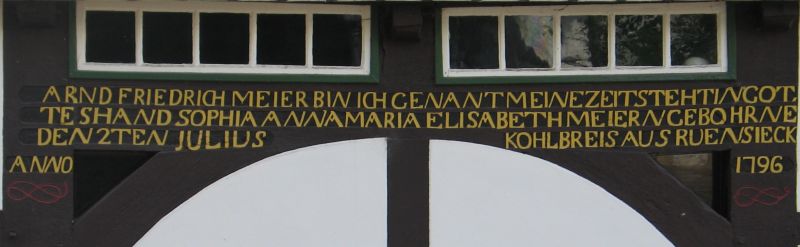 ARND FRIEDRICH MEIER BIN ICH GENANT MEINE ZEIT STEHT IN GOT
TES HAND SOPHIA ANNA MARIA ELISABETH MEIERN GEBOHRNE
DEN 2TEN JULIUS KOHLBREIS AUS RUENSIECK
ANNO 1796